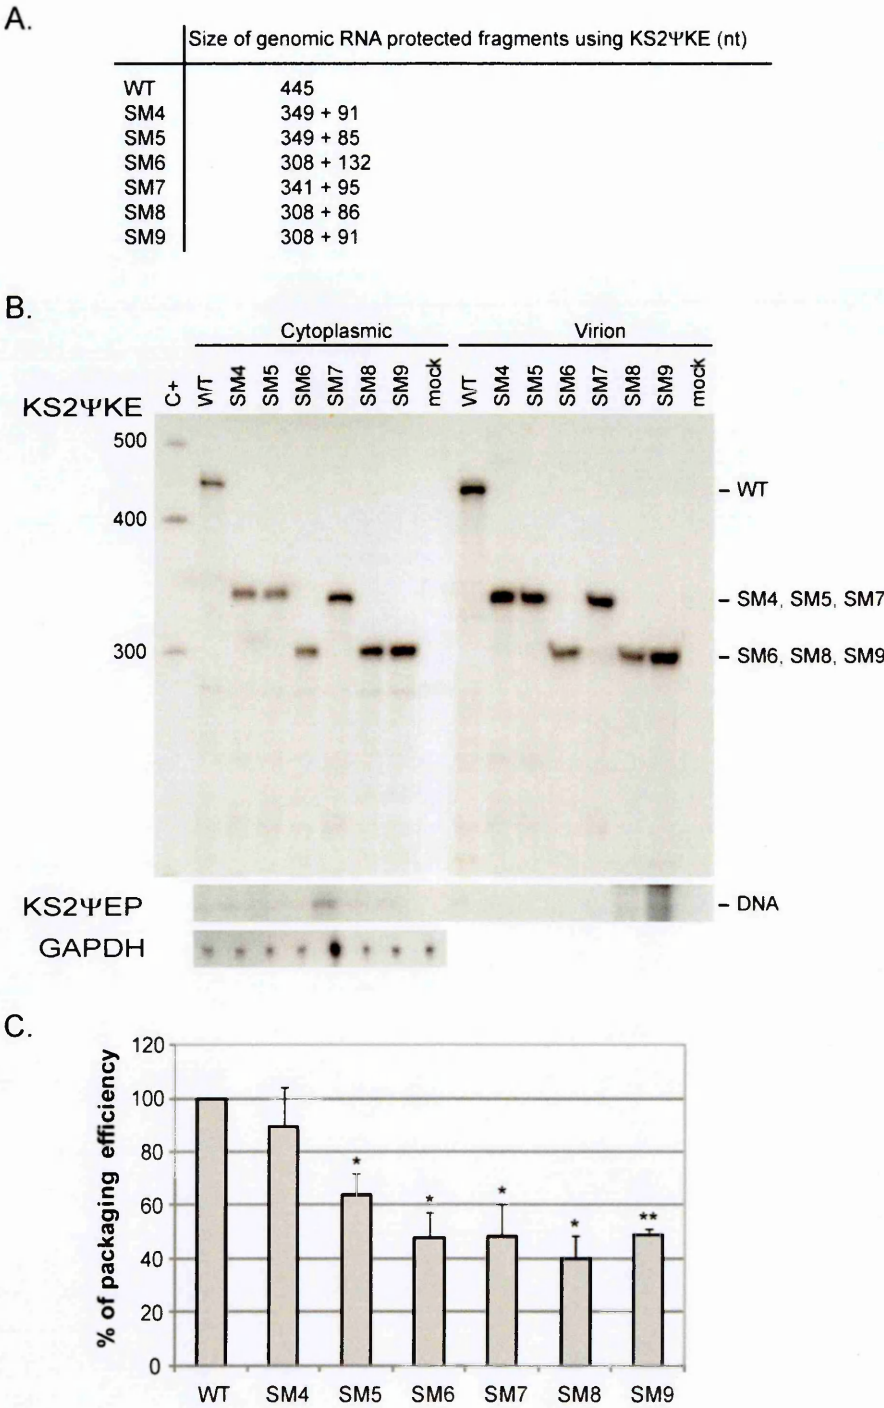 A.
Size of genomic RNA protected fragments using KS2ΨKE (nt)
WT 445
SM4 349 + 91
SM5 349 + 85
SM6 308 + 132
SM7 341 + 95
SM8 308 + 86
SM9 308 + 91
B.
Cytoplasmic Virion
C+ WT SM4 SM5 SM6 SM7 SM8 SM9 mock WT SM4 SM5 SM6 SM7 SM8 SM9 mock
KS2ΨKE
500
– WT
400
– SM4, SM5, SM7
300
– SM6, SM8, SM9
KS2ΨEP – DNA
GAPDH
C.
% of packaging efficiency
120
100
80
60
40
20
0
* * * * **
WT SM4 SM5 SM6 SM7 SM8 SM9